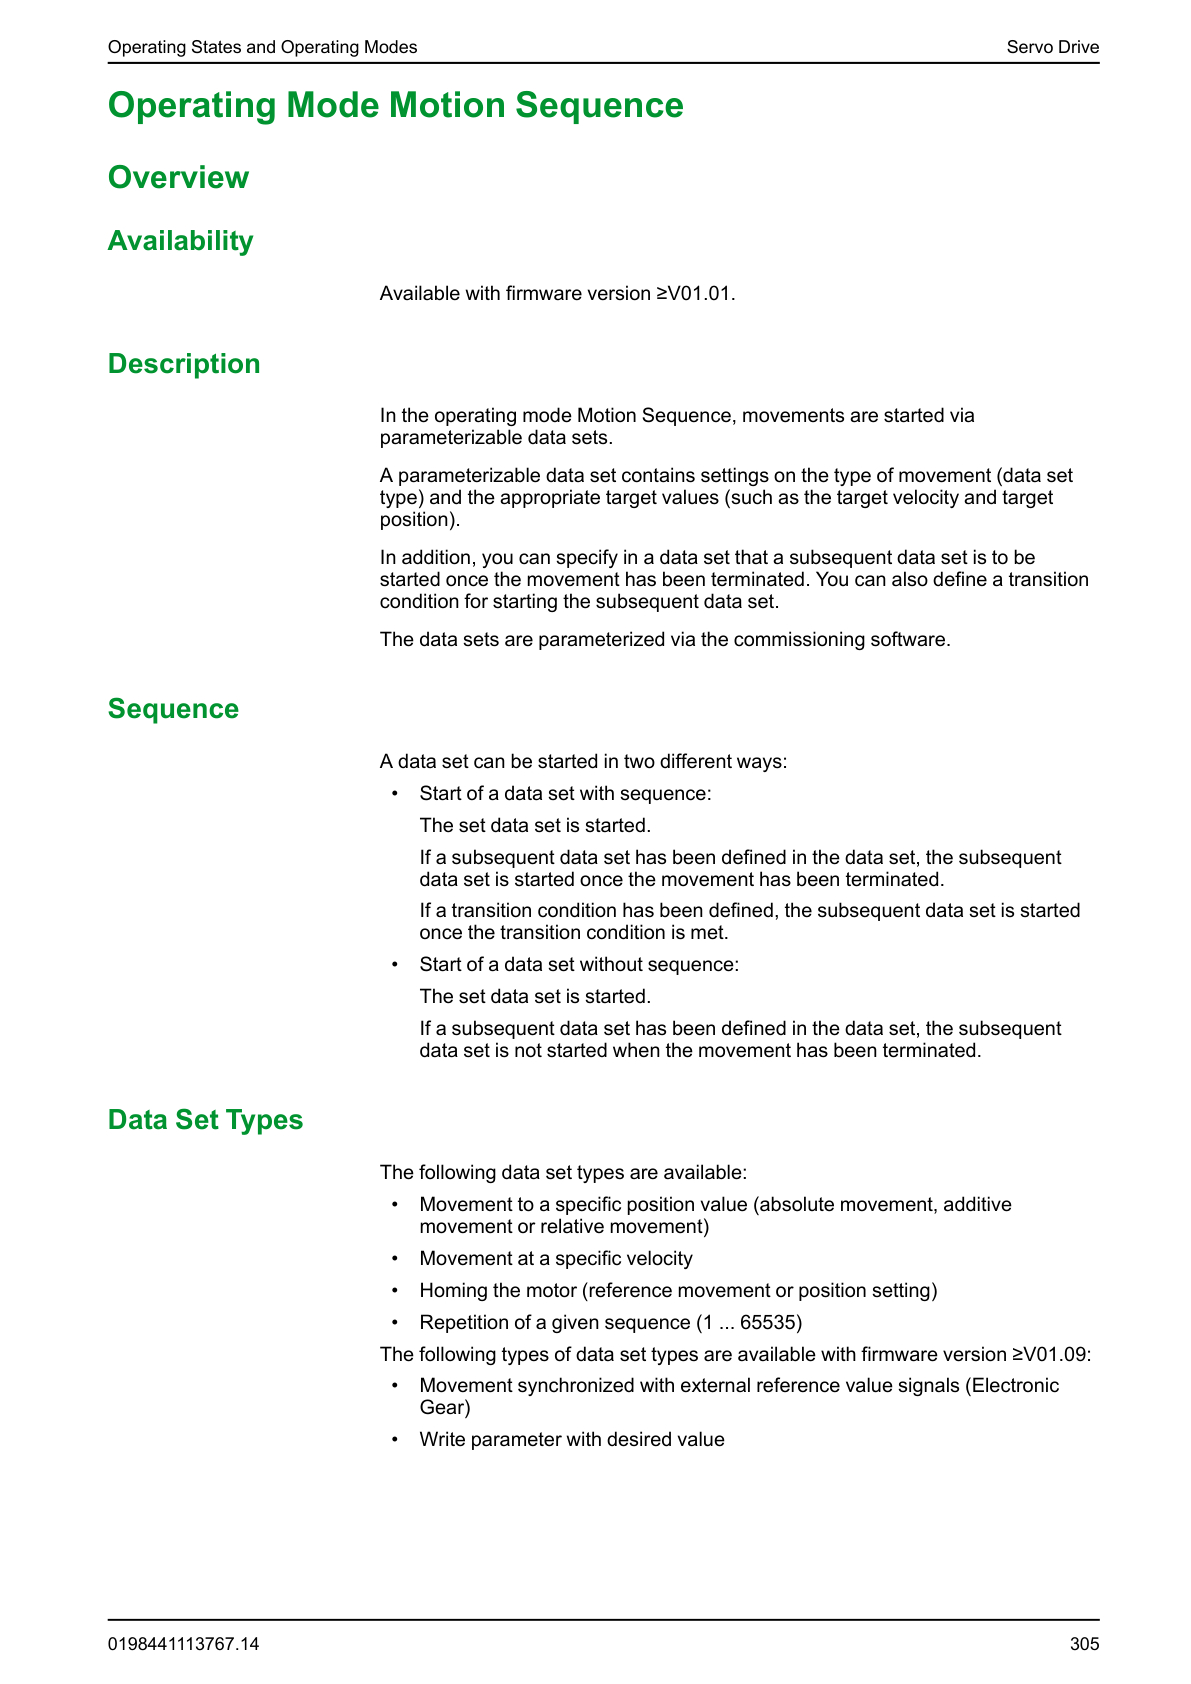 Operating States and Operating Modes
Servo Drive
Operating Mode Motion Sequence
Overview
Availability
Available with firmware version ≥V01.01.
Description
In the operating mode Motion Sequence, movements are started via
parameterizable data sets.
A parameterizable data set contains settings on the type of movement (data set
type) and the appropriate target values (such as the target velocity and target
position).
In addition, you can specify in a data set that a subsequent data set is to be
started once the movement has been terminated. You can also define a transition
condition for starting the subsequent data set.
The data sets are parameterized via the commissioning software.
Sequence
A data set can be started in two different ways:
• Start of a data set with sequence:
The set data set is started.
If a subsequent data set has been defined in the data set, the subsequent
data set is started once the movement has been terminated.
If a transition condition has been defined, the subsequent data set is started
once the transition condition is met.
• Start of a data set without sequence:
The set data set is started.
If a subsequent data set has been defined in the data set, the subsequent
data set is not started when the movement has been terminated.
Data Set Types
The following data set types are available:
• Movement to a specific position value (absolute movement, additive
movement or relative movement)
• Movement at a specific velocity
• Homing the motor (reference movement or position setting)
• Repetition of a given sequence (1 ... 65535)
The following types of data set types are available with firmware version ≥V01.09:
• Movement synchronized with external reference value signals (Electronic
Gear)
• Write parameter with desired value
0198441113767.14
305